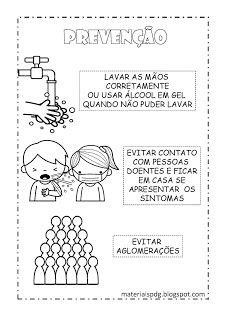 PREVENÇÃO
LAVAR AS MÃOS
CORRETAMENTE
OU USAR ÁLCOOL EM GEL
QUANDO NÃO PUDER LAVAR
EVITAR CONTATO
COM PESSOAS
DOENTES E FICAR
EM CASA SE
APRESENTAR OS
SINTOMAS
EVITAR
AGLOMERAÇÕES
materialspdg.blogspot.com